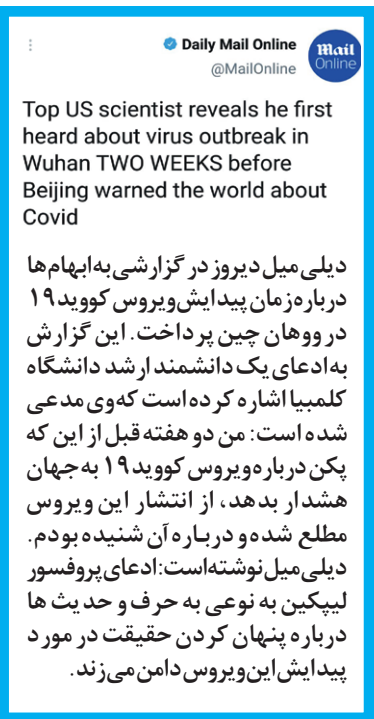 Daily Mail Online
@MailOnline
Mail
Online
Top US scientist reveals he first
heard about virus outbreak in
Wuhan TWO WEEKS before
Beijing warned the world about
Covid
دیلی میل دیروز در گزارشی به ابهام‌ها
درباره زمان پیدایش ویروس کووید ۱۹
در ووهان چین پرداخت. این گزارش
به ادعای یک دانشمند ارشد دانشگاه
کلمبیا اشاره کرده است که وی مدعی
شده است: من دو هفته قبل از این که
پکن درباره ویروس کووید ۱۹ به جهان
هشدار بدهد، از انتشار این ویروس
مطلع شده و درباره آن شنیده بودم.
دیلی میل نوشته است: ادعای پروفسور
لیپکین به نوعی به حرف و حدیث ها
درباره پنهان کردن حقیقت در مورد
پیدایش این ویروس دامن می‌زند.